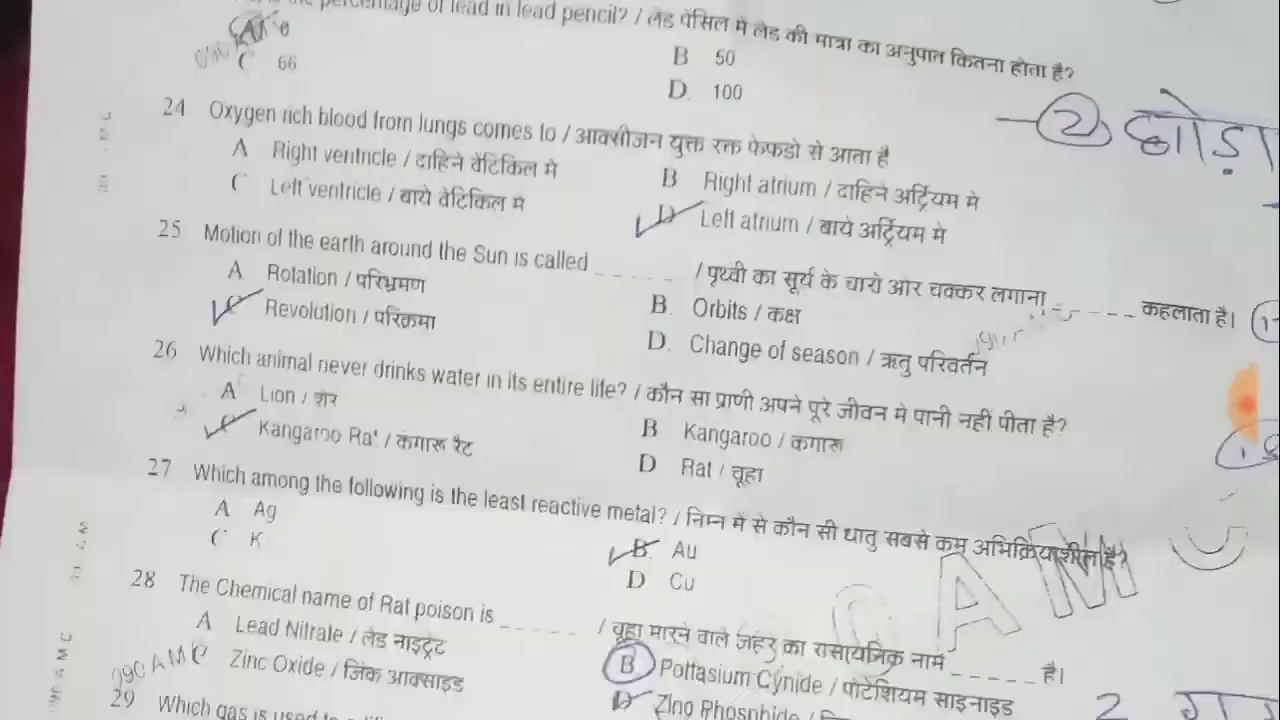 the percentage of lead in lead pencil? / लेड पेंसिल मे लेड की मात्रा का अनुपात कितना होता है?
B 50
C 66
D. 100
24 Oxygen rich blood from lungs comes to / आक्सीजन युक्त रक्त फेफडो से आता है
A Right ventricle / दाहिने वेंटिकिल मे
B Right atrium / दाहिने अर्ट्रियम मे
C Left ventricle / बाये वेटिकिल मे
D Left atrium / बाये अर्ट्रियम मे
② घोड़ा
25 Motion of the earth around the Sun is called ______ / पृथ्वी का सूर्य के चारो ओर चक्कर लगाना ______ कहलाता है।
A Rotation / परिभ्रमण
B. Orbits / कक्ष
C Revolution / परिक्रमा
D. Change of season / ऋतु परिवर्तन
26 Which animal never drinks water in its entire life? / कौन सा प्राणी अपने पूरे जीवन मे पानी नही पीता है?
A Lion / शेर
B Kangaroo / कंगारू
C Kangaroo Rat / कंगारू रैट
D Rat / चूहा
27 Which among the following is the least reactive metal? / निम्न में से कौन सी धातु सबसे कम अभिक्रियाशील है?
A Ag
B. Au
C K
D Cu
28 The Chemical name of Rat poison is ______ / चूहा मारने वाले जहर का रासायनिक नाम ______ है।
A Lead Nitrate / लेड नाइट्रेट
B Pottasium Cynide / पोटेशियम साइनाइड
C Zinc Oxide / जिंक आक्साइड
D Zinc Phosphide /
090 A M C
29 Which gas is used